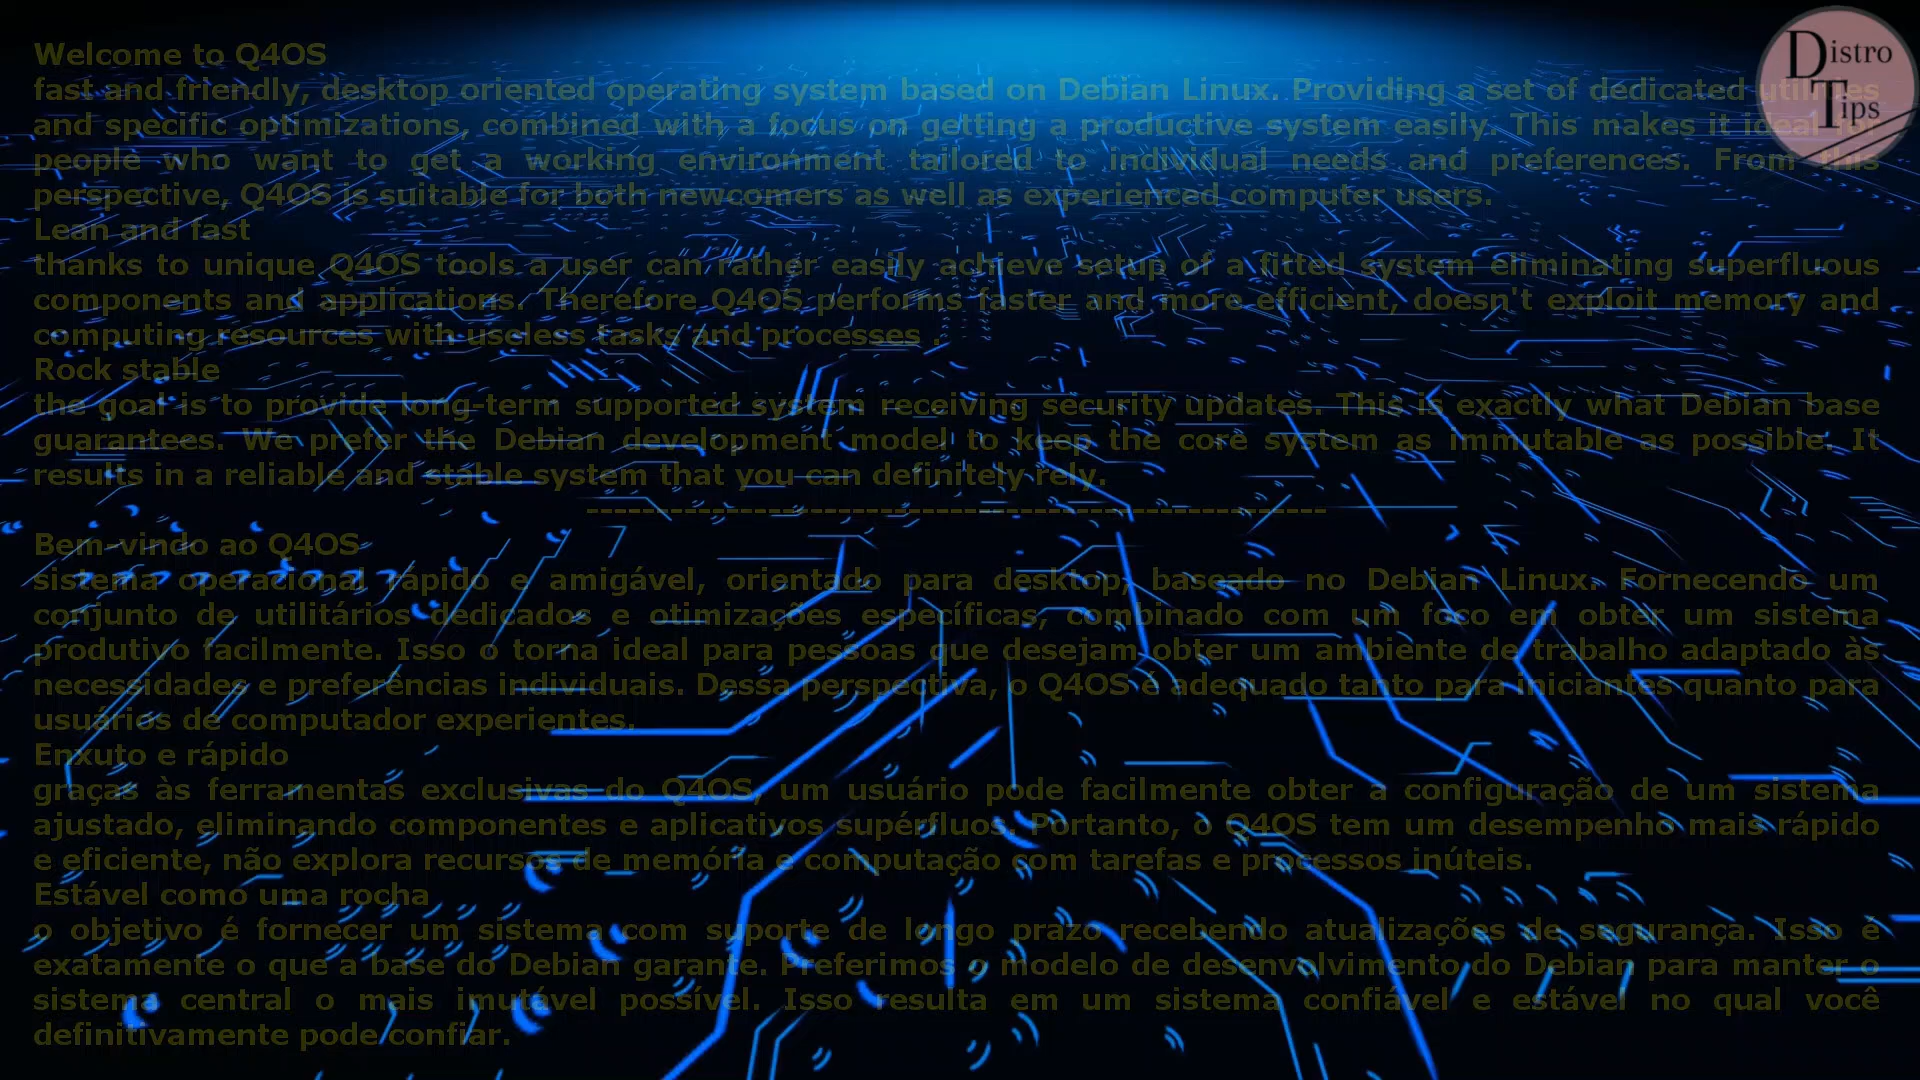 Distro
Tips
Welcome to Q4OS
fast and friendly, desktop oriented operating system based on Debian Linux. Providing a set of dedicated utilities
and specific optimizations, combined with a focus on getting a productive system easily. This makes it ideal for
people who want to get a working environment tailored to individual needs and preferences. From this
perspective, Q4OS is suitable for both newcomers as well as experienced computer users.
Lean and fast
thanks to unique Q4OS tools a user can rather easily achieve setup of a fitted system eliminating superfluous
components and applications. Therefore Q4OS performs faster and more efficient, doesn't exploit memory and
computing resources with useless tasks and processes .
Rock stable
the goal is to provide long-term supported system receiving security updates. This is exactly what Debian base
guarantees. We prefer the Debian development model to keep the core system as immutable as possible. It
results in a reliable and stable system that you can definitely rely.
-----------------------------------------------------
Bem-vindo ao Q4OS
sistema operacional rápido e amigável, orientado para desktop, baseado no Debian Linux. Fornecendo um
conjunto de utilitários dedicados e otimizações específicas, combinado com um foco em obter um sistema
produtivo facilmente. Isso o torna ideal para pessoas que desejam obter um ambiente de trabalho adaptado às
necessidades e preferências individuais. Dessa perspectiva, o Q4OS é adequado tanto para iniciantes quanto para
usuários de computador experientes.
Enxuto e rápido
graças às ferramentas exclusivas do Q4OS, um usuário pode facilmente obter a configuração de um sistema
ajustado, eliminando componentes e aplicativos supérfluos. Portanto, o Q4OS tem um desempenho mais rápido
e eficiente, não explora recursos de memória e computação com tarefas e processos inúteis.
Estável como uma rocha
o objetivo é fornecer um sistema com suporte de longo prazo recebendo atualizações de segurança. Isso é
exatamente o que a base do Debian garante. Preferimos o modelo de desenvolvimento do Debian para manter o
sistema central o mais imutável possível. Isso resulta em um sistema confiável e estável no qual você
definitivamente pode confiar.